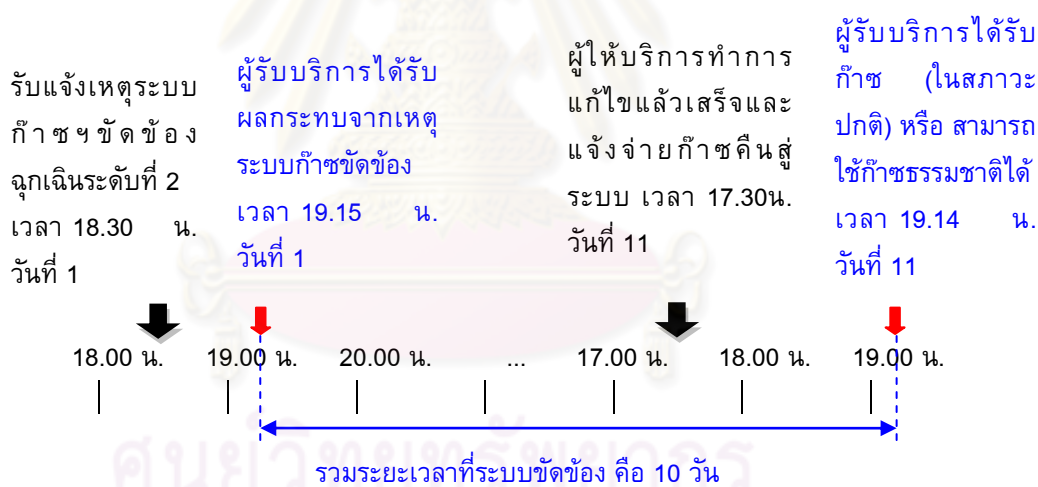 รับแจ้งเหตุระบบ
ก๊าซฯขัดข้อง
ฉุกเฉินระดับที่ 2
เวลา 18.30 น.
วันที่ 1
ผู้รับบริการได้รับ
ผลกระทบจากเหตุ
ระบบก๊าซขัดข้อง
เวลา 19.15 น.
วันที่ 1
ผู้ให้บริการทำการ
แก้ไขแล้วเสร็จและ
แจ้งจ่ายก๊าซคืนสู่
ระบบ เวลา 17.30น.
วันที่ 11
ผู้รับบริการได้รับ
ก๊าซ (ในสภาวะ
ปกติ) หรือ สามารถ
ใช้ก๊าซธรรมชาติได้
เวลา 19.14 น.
วันที่ 11
18.00 น. 19.00 น. 20.00 น. ... 17.00 น. 18.00 น. 19.00 น.
รวมระยะเวลาที่ระบบขัดข้อง คือ 10 วัน
ศูนย์วิทยทรัพยากร